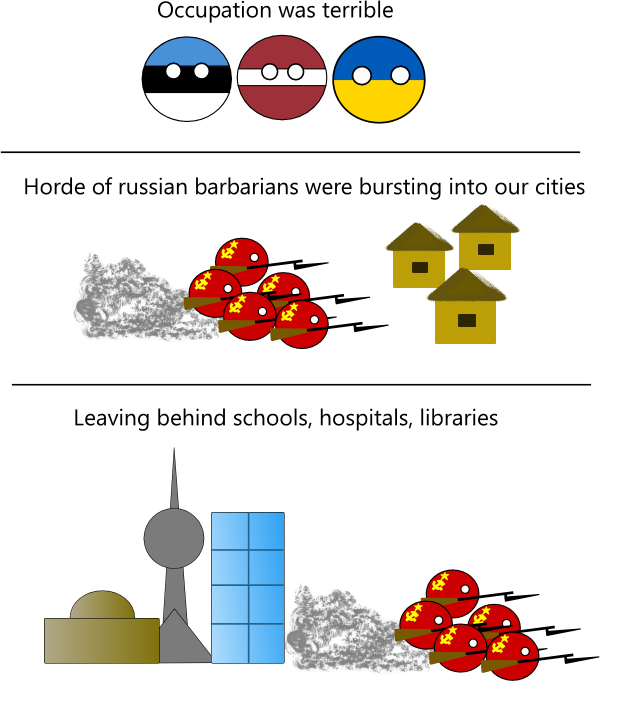 Occupation was terrible
Horde of russian barbarians were bursting into our cities
Leaving behind schools, hospitals, libraries